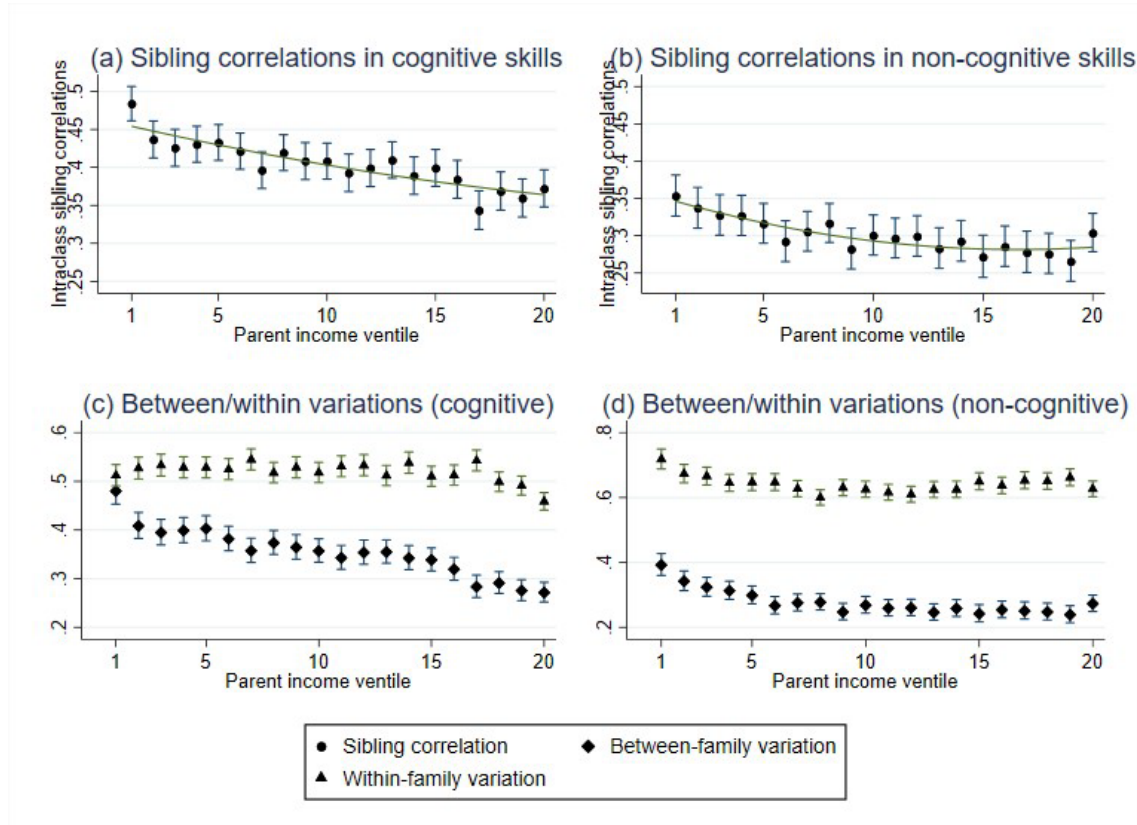 (a) Sibling correlations in cognitive skills
Intraclass sibling correlations
.5
.45
.4
.35
.3
.25
1 5 10 15 20
Parent income ventile
(b) Sibling correlations in non-cognitive skills
Intraclass sibling correlations
.5
.45
.4
.35
.3
.25
1 5 10 15 20
Parent income ventile
(c) Between/within variations (cognitive)
.6
.5
.4
.3
.2
1 5 10 15 20
Parent income ventile
(d) Between/within variations (non-cognitive)
.8
.6
.4
.2
1 5 10 15 20
Parent income ventile
Sibling correlation
Between-family variation
Within-family variation